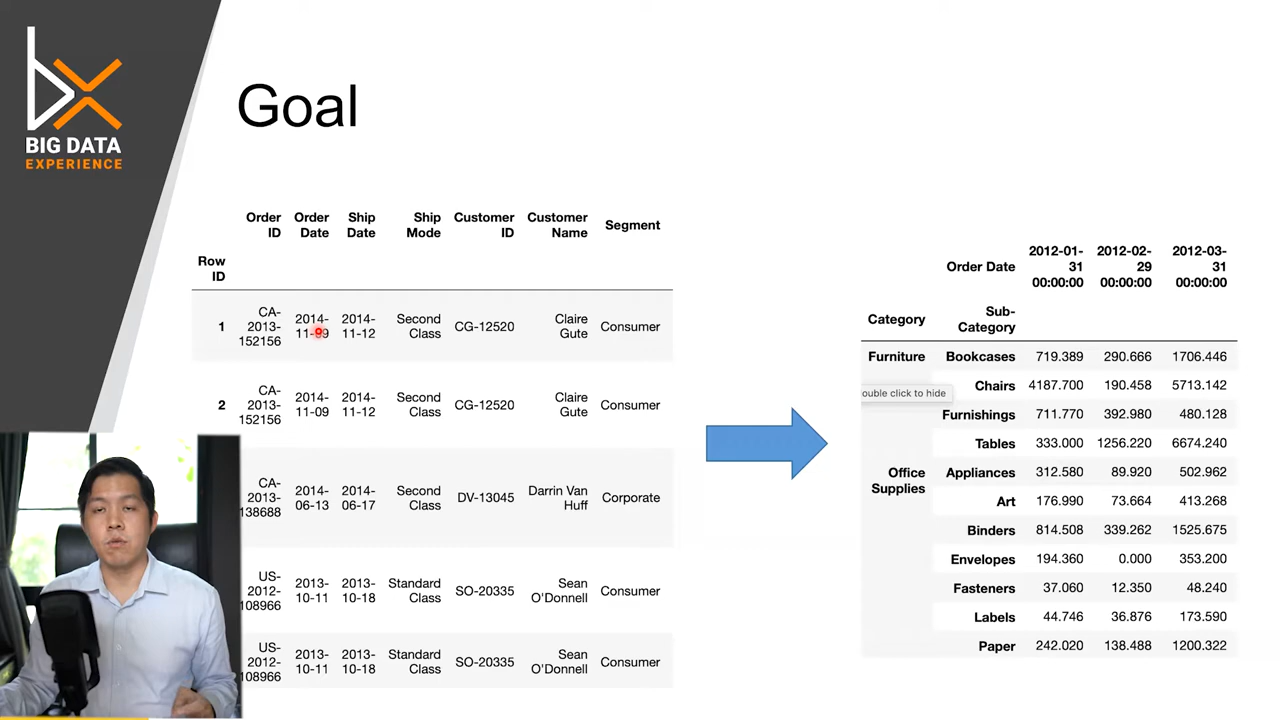 BIG DATA
EXPERIENCE
Goal
Order ID Order Date Ship Date Ship Mode Customer ID Customer Name Segment
Row ID
1 CA-2013-152156 2014-11-09 2014-11-12 Second Class CG-12520 Claire Gute Consumer
2 CA-2013-152156 2014-11-09 2014-11-12 Second Class CG-12520 Claire Gute Consumer
CA-2013-138688 2014-06-13 2014-06-17 Second Class DV-13045 Darrin Van Huff Corporate
US-2012-108966 2013-10-11 2013-10-18 Standard Class SO-20335 Sean O'Donnell Consumer
US-2012-108966 2013-10-11 2013-10-18 Standard Class SO-20335 Sean O'Donnell Consumer
Order Date 2012-01-31 00:00:00 2012-02-29 00:00:00 2012-03-31 00:00:00
Category Sub-Category
Furniture Bookcases 719.389 290.666 1706.446
Chairs 4187.700 190.458 5713.142
ouble click to hide
Furnishings 711.770 392.980 480.128
Tables 333.000 1256.220 6674.240
Office Supplies Appliances 312.580 89.920 502.962
Art 176.990 73.664 413.268
Binders 814.508 339.262 1525.675
Envelopes 194.360 0.000 353.200
Fasteners 37.060 12.350 48.240
Labels 44.746 36.876 173.590
Paper 242.020 138.488 1200.322